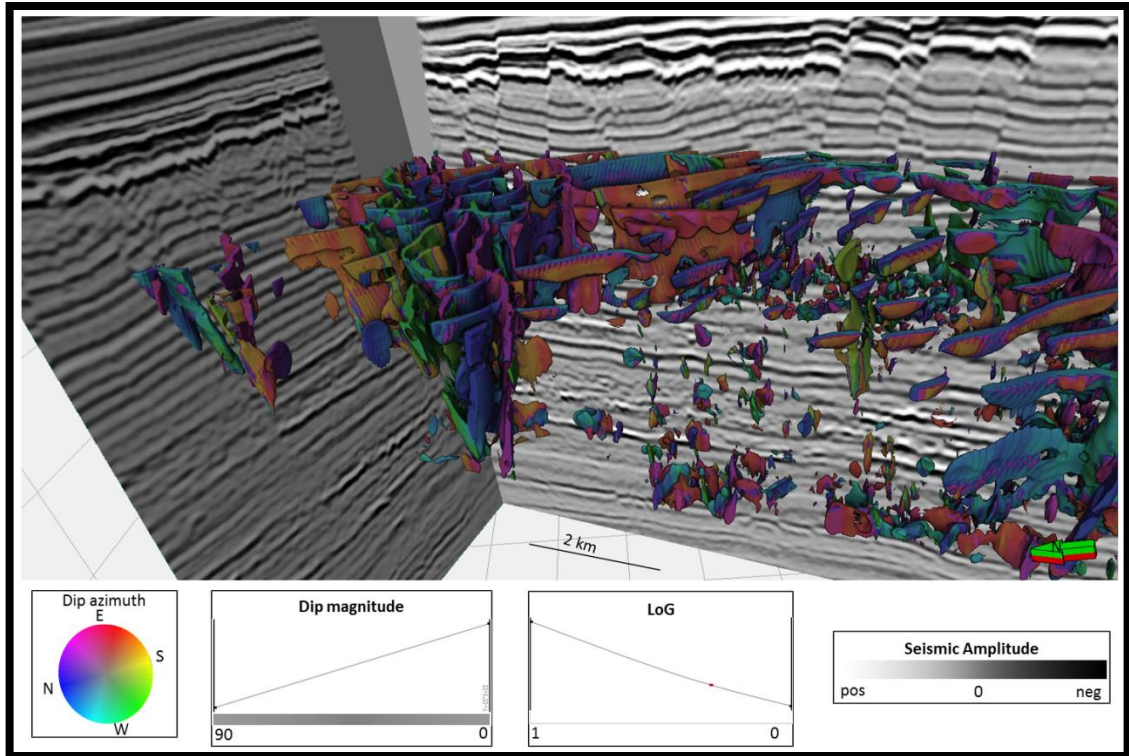 2 km
N
Dip azimuth
E
S
N
W
Dip magnitude
90 0
LoG
1 0
Seismic Amplitude
pos 0 neg